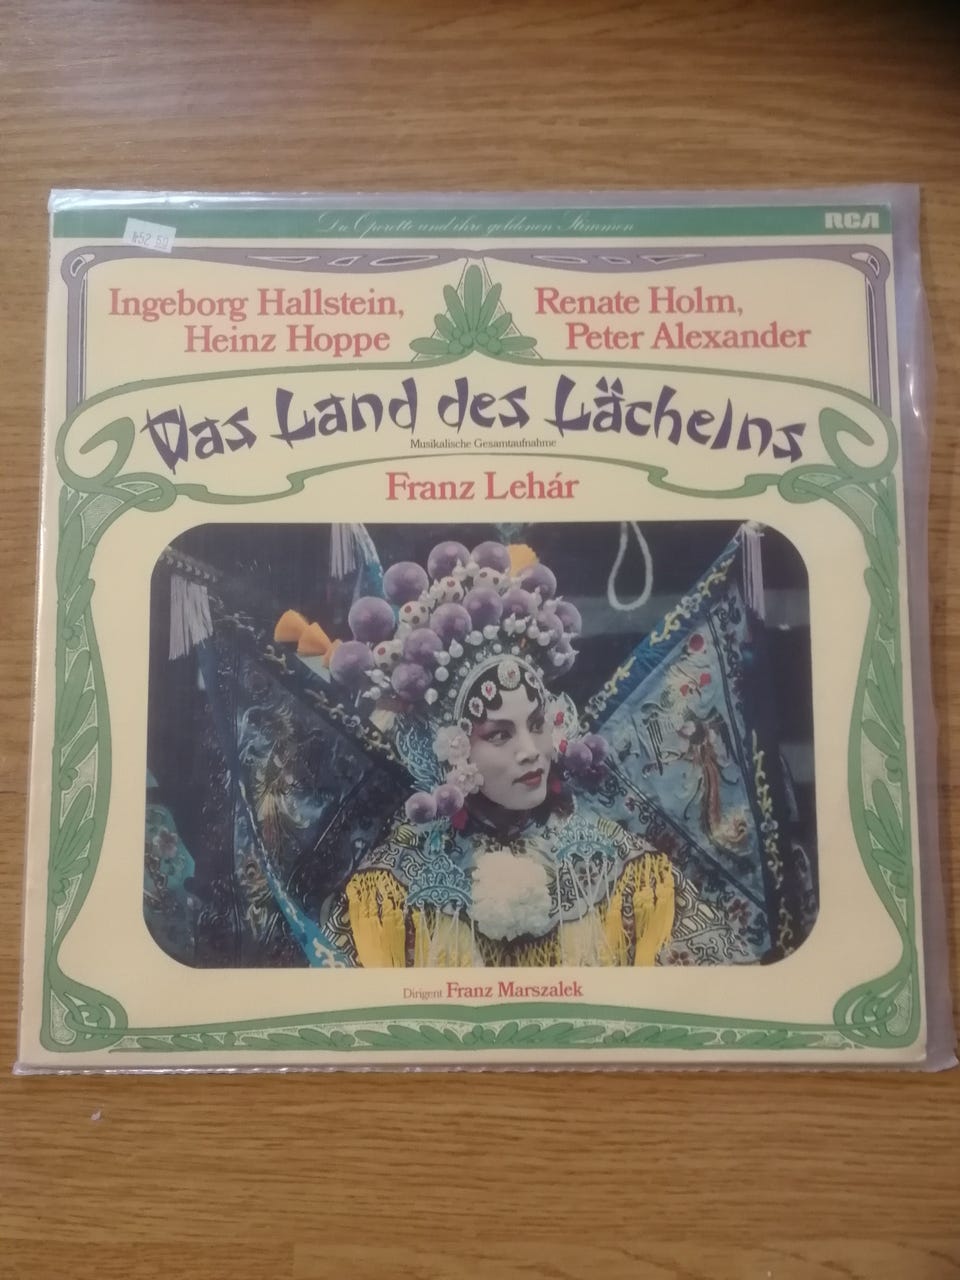 Die Operette und ihre goldenen Stimmen
RCA
Ingeborg Hallstein,
Heinz Hoppe
Renate Holm,
Peter Alexander
Das Land des Lächelns
Musikalische Gesamtaufnahme
Franz Lehár
Dirigent Franz Marszalek